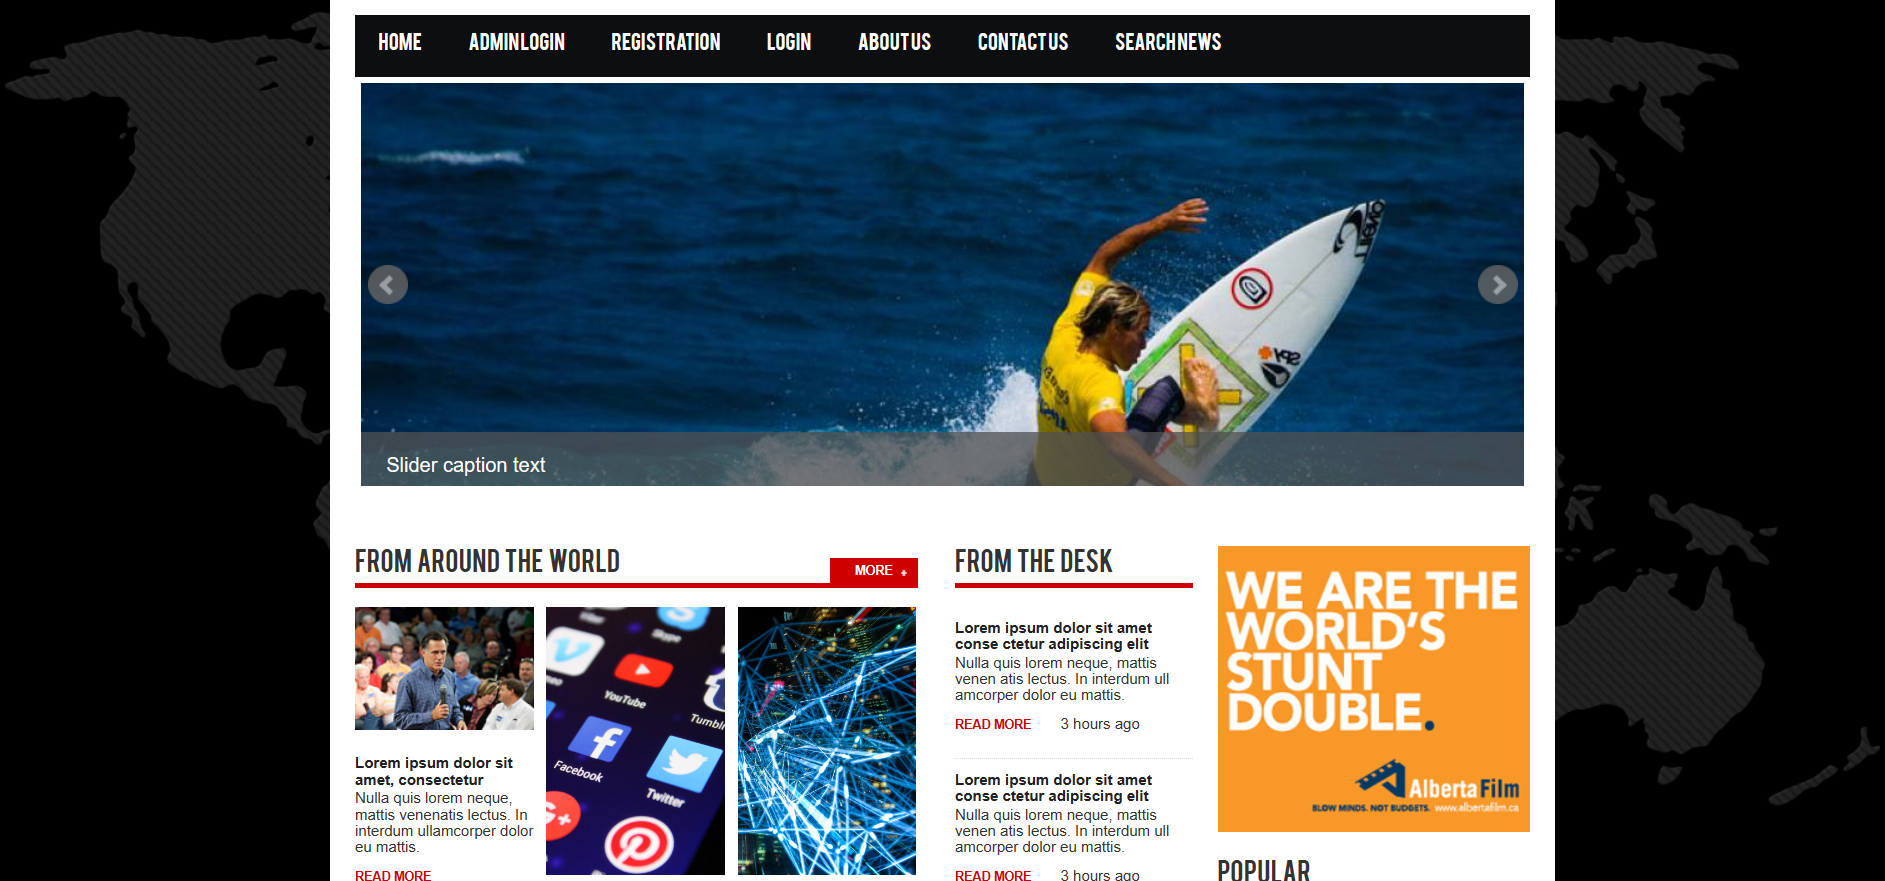 HOME ADMINLOGIN REGISTRATION LOGIN ABOUTUS CONTACTUS SEARCHNEWS
SPY
Slider caption text
FROM AROUND THE WORLD
MORE +
Skype
Vimeo
YouTube
Tumblr
Facebook
Twitter
Lorem ipsum dolor sit
amet, consectetur
Nulla quis lorem neque,
mattis venenatis lectus. In
interdum ullamcorper dolor
eu mattis.
READ MORE
FROM THE DESK
Lorem ipsum dolor sit amet
conse ctetur adipiscing elit
Nulla quis lorem neque, mattis
venen atis lectus. In interdum ull
amcorper dolor eu mattis.
READ MORE 3 hours ago
Lorem ipsum dolor sit amet
conse ctetur adipiscing elit
Nulla quis lorem neque, mattis
venen atis lectus. In interdum ull
amcorper dolor eu mattis.
READ MORE 3 hours ago
WE ARE THE
WORLD'S
STUNT
DOUBLE.
AlbertaFilm
BLOW MINDS. NOT BUDGETS. www.albertafilm.ca
POPULAR